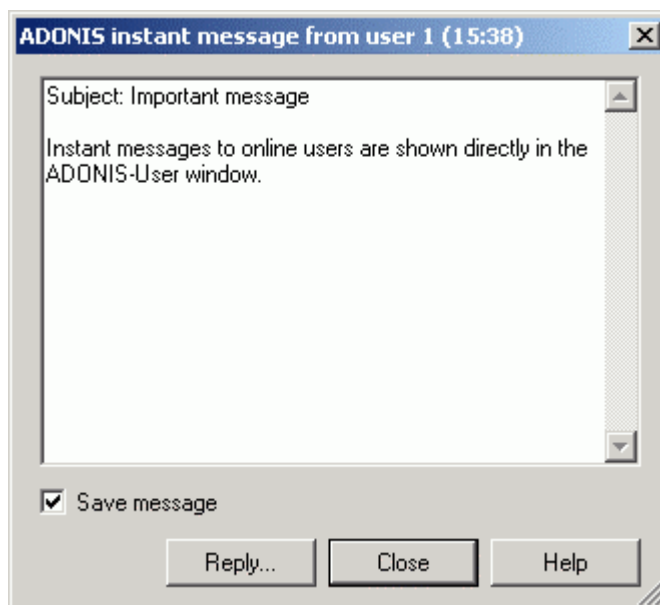 ADONIS instant message from user 1 (15:38)
Subject: Important message
Instant messages to online users are shown directly in the
ADONIS-User window.
Save message
Reply... Close Help